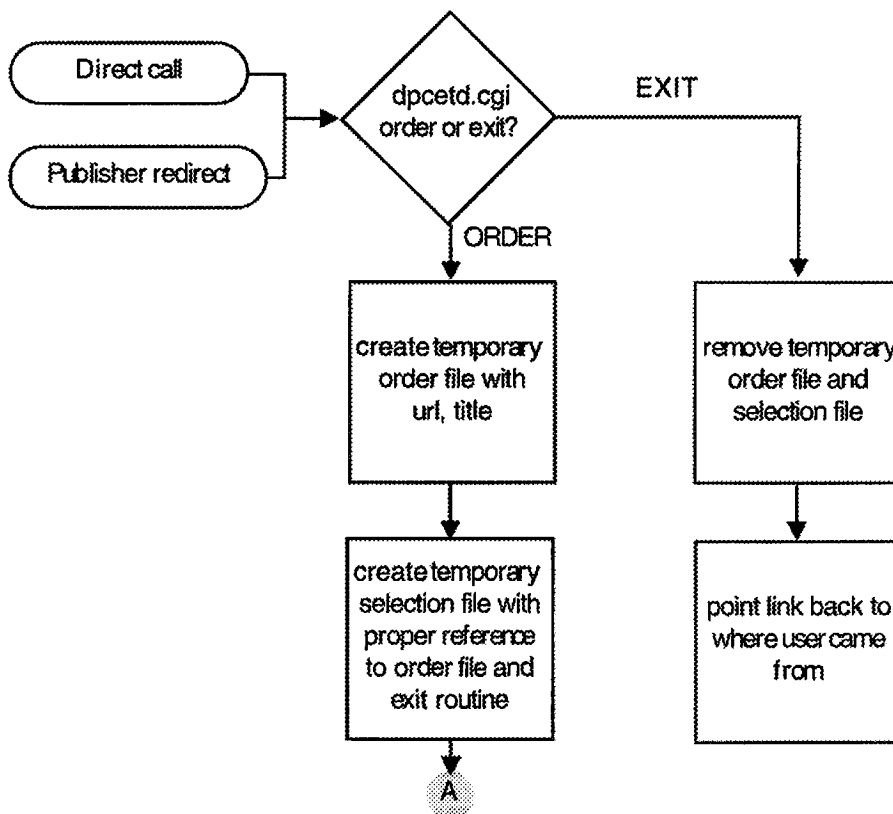 Direct call
Publisher redirect
dpcetd.cgi
order or exit?
EXIT
ORDER
create temporary
order file with
url, title
remove temporary
order file and
selection file
create temporary
selection file with
proper reference
to order file and
exit routine
point link back to
where user came
from
A